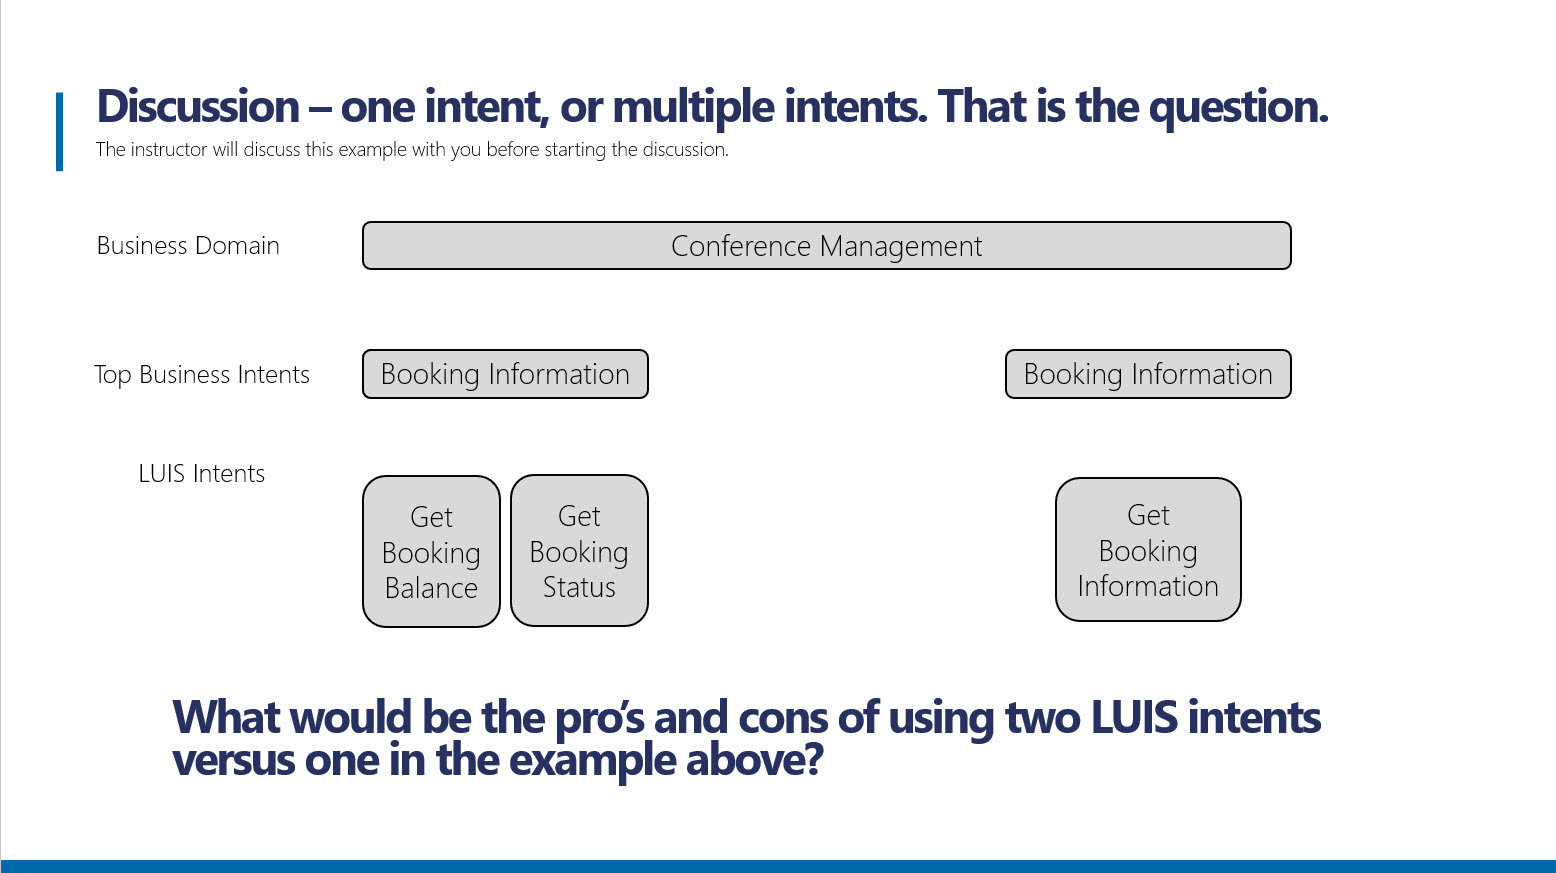 Discussion – one intent, or multiple intents. That is the question.
The instructor will discuss this example with you before starting the discussion.
Business Domain
Conference Management
Top Business Intents
Booking Information
Booking Information
LUIS Intents
Get
Booking
Balance
Get
Booking
Status
Get
Booking
Information
What would be the pro’s and cons of using two LUIS intents
versus one in the example above?